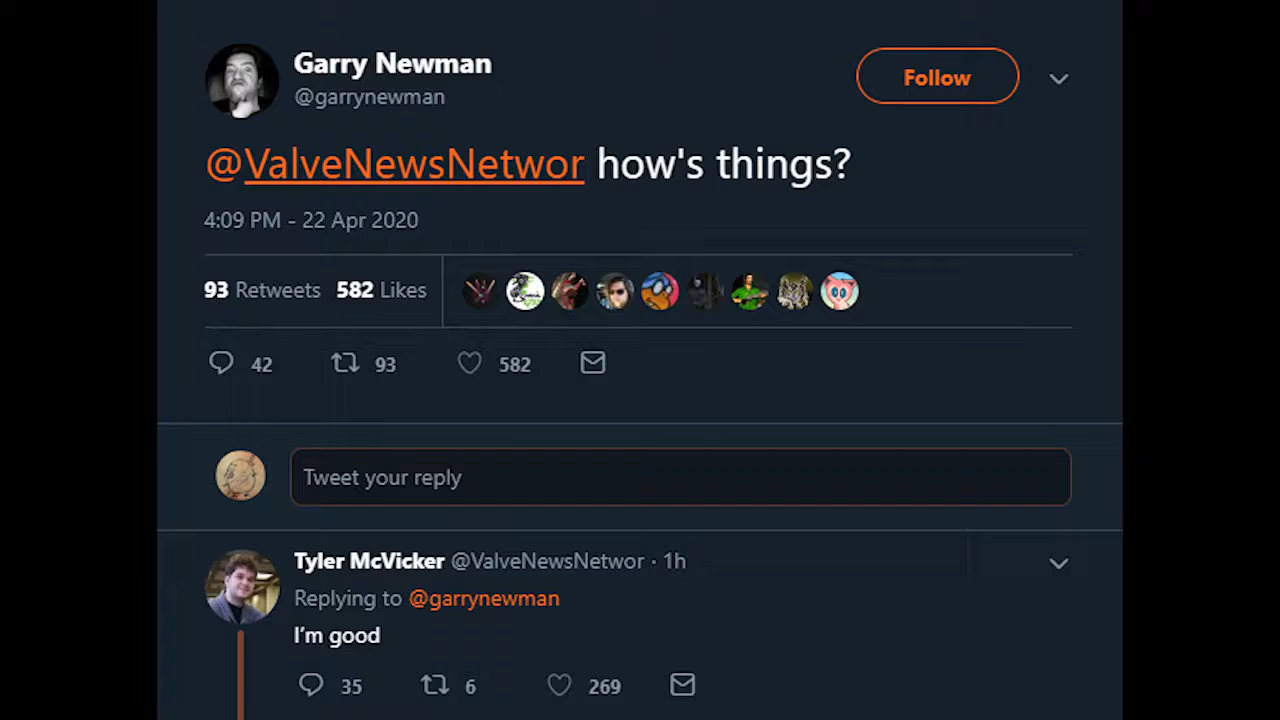 Garry Newman
@garrynewman
Follow
@ValveNewsNetwor how's things?
4:09 PM - 22 Apr 2020
93 Retweets 582 Likes
42 93 582
Tweet your reply
Tyler McVicker @ValveNewsNetwor · 1h
Replying to @garrynewman
I'm good
35 6 269